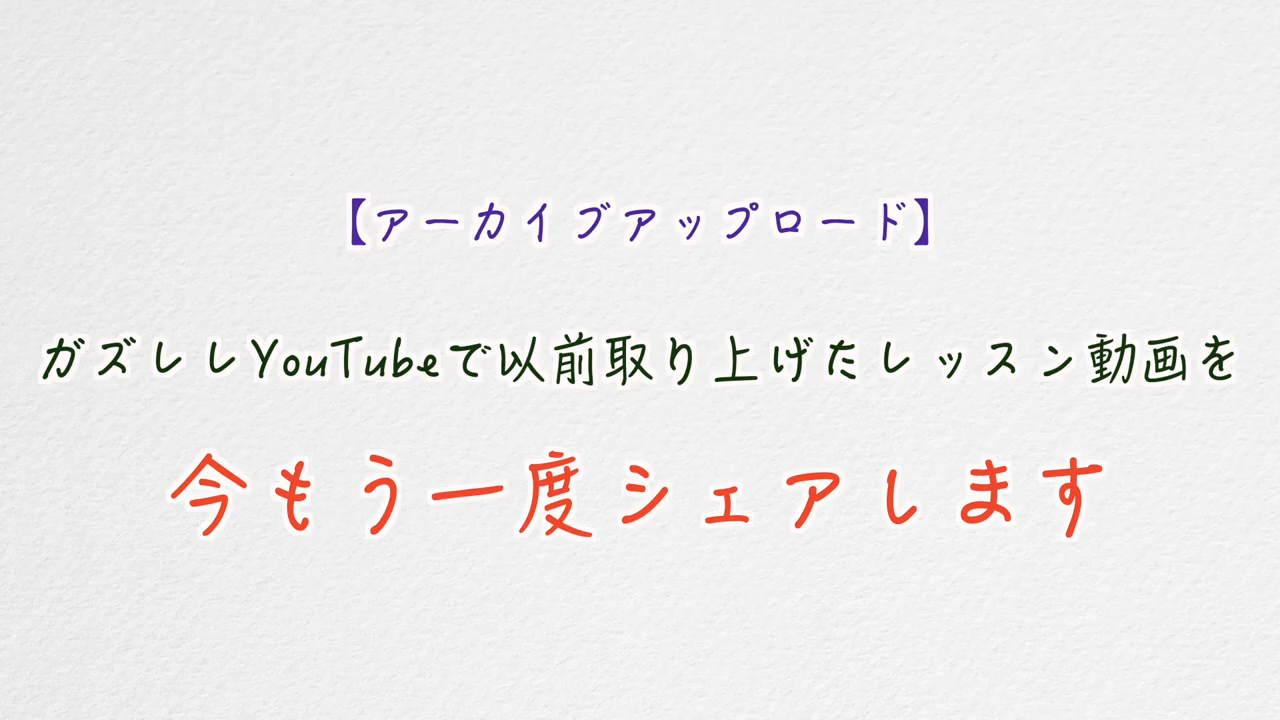 【アーカイブアップロード】
ガズレレYouTubeで以前取り上げたレッスン動画を
今もう一度シェアします